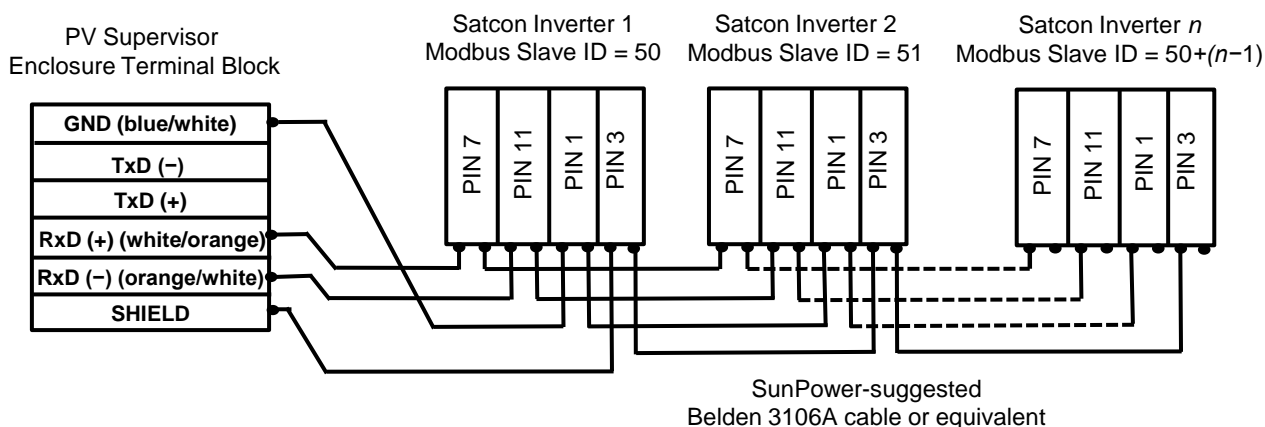 PV Supervisor
Enclosure Terminal Block
GND (blue/white)
TxD (−)
TxD (+)
RxD (+) (white/orange)
RxD (−) (orange/white)
SHIELD
Satcon Inverter 1
Modbus Slave ID = 50
PIN 7
PIN 11
PIN 1
PIN 3
Satcon Inverter 2
Modbus Slave ID = 51
PIN 7
PIN 11
PIN 1
PIN 3
Satcon Inverter n
Modbus Slave ID = 50+(n−1)
PIN 7
PIN 11
PIN 1
PIN 3
SunPower-suggested
Belden 3106A cable or equivalent